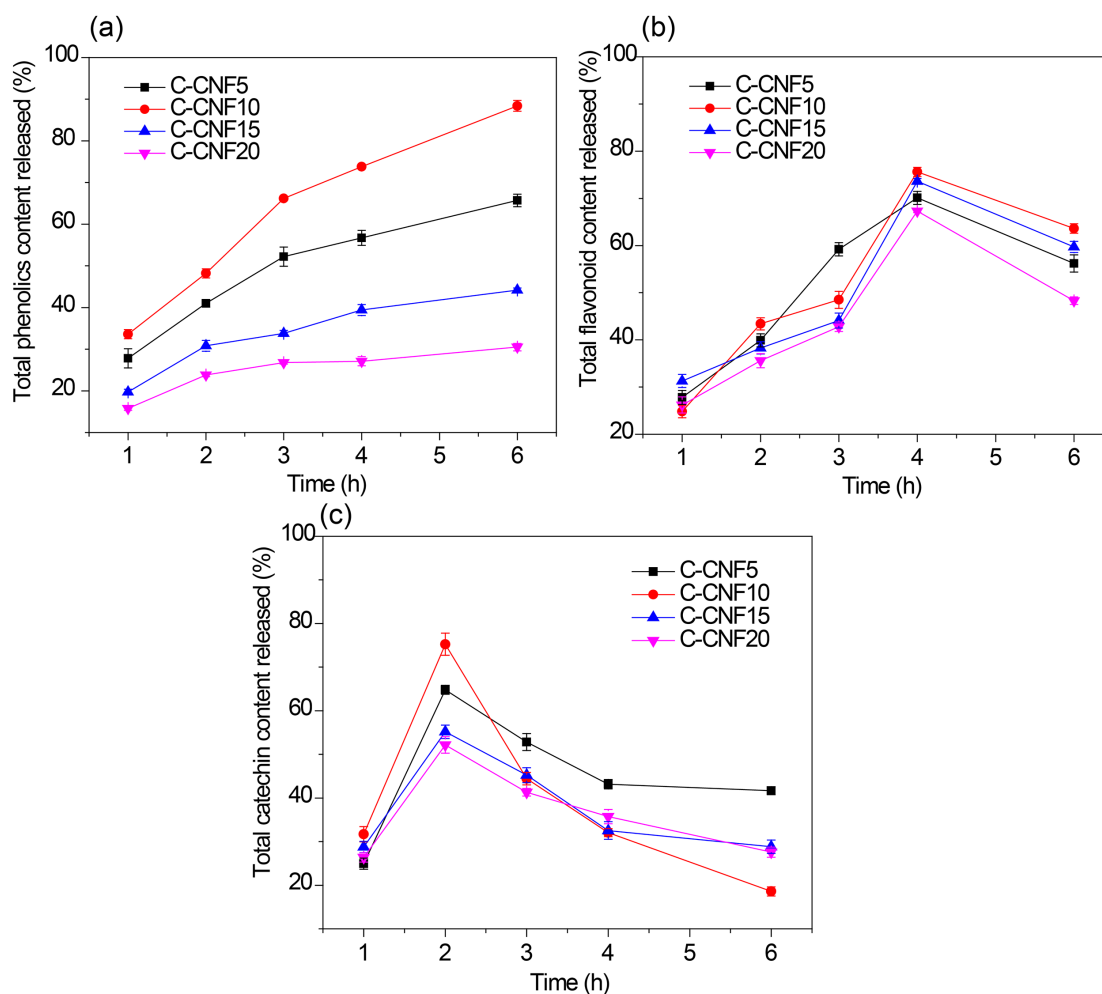 (a)
Total phenolics content released (%)
100
80
60
40
20
C-CNF5
C-CNF10
C-CNF15
C-CNF20
1 2 3 4 5 6
Time (h)
(b)
Total flavonoid content released (%)
100
80
60
40
20
C-CNF5
C-CNF10
C-CNF15
C-CNF20
1 2 3 4 5 6
Time (h)
(c)
Total catechin content released (%)
100
80
60
40
20
C-CNF5
C-CNF10
C-CNF15
C-CNF20
1 2 3 4 5 6
Time (h)